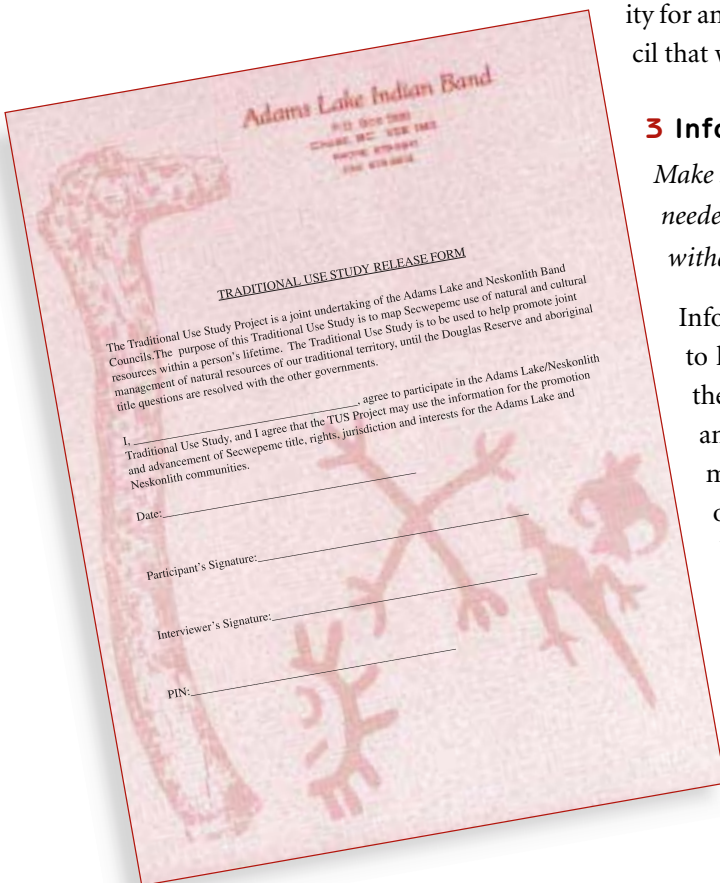 Adams Lake Indian Band
TRADITIONAL USE STUDY RELEASE FORM
The Traditional Use Study Project is a joint undertaking of the Adams Lake and Neskonlith Band
Councils.The purpose of this Traditional Use Study is to map Secwepemc use of natural and cultural
resources within a person's lifetime. The Traditional Use Study is to be used to help promote joint
management of natural resources of our traditional territory, until the Douglas Reserve and aboriginal
title questions are resolved with the other governments.
I, ______________________, agree to participate in the Adams Lake/Neskonlith
Traditional Use Study, and I agree that the TUS Project may use the information for the promotion
and advancement of Secwepemc title, rights, jurisdiction and interests for the Adams Lake and
Neskonlith communities.
Date:
Participant's Signature:
Interviewer's Signature:
PIN:
ity for an
cil that
3 Info
Make
neede
witho
Info
to
the
an
m
o